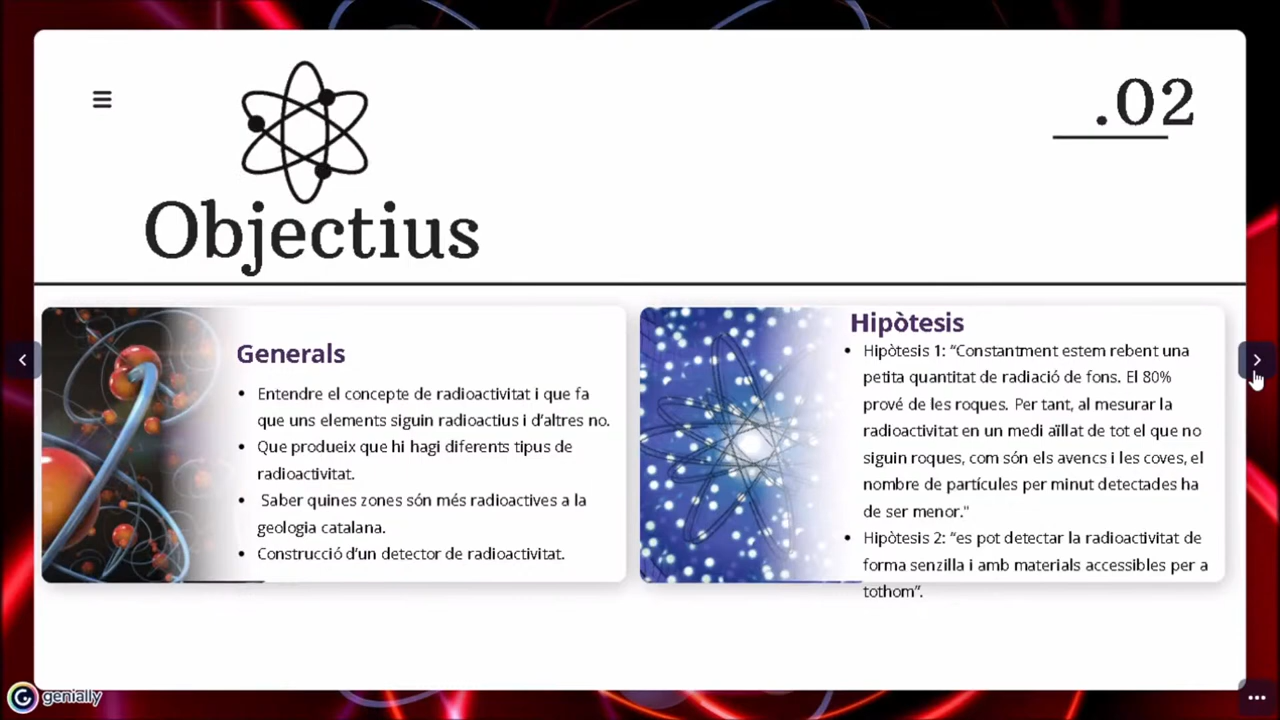 .02
Objectius
Generals
• Entendre el concepte de radioactivitat i que fa
que uns elements siguin radioactius i d’altres no.
• Que produeix que hi hagi diferents tipus de
radioactivitat.
• Saber quines zones són més radioactives a la
geologia catalana.
• Construcció d’un detector de radioactivitat.
Hipòtesis
• Hipòtesis 1: “Constantment estem rebent una
petita quantitat de radiació de fons. El 80%
prové de les roques. Per tant, al mesurar la
radioactivitat en un medi aïllat de tot el que no
siguin roques, com són els avencs i les coves, el
nombre de partícules per minut detectades ha
de ser menor."
• Hipòtesis 2: “es pot detectar la radioactivitat de
forma senzilla i amb materials accessibles per a
tothom”.
genially